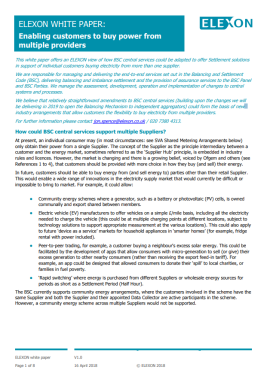 ELEXON WHITE PAPER:
Enabling customers to buy power from
multiple providers
ELEXON
This white paper offers an ELEXON view of how BSC central services could be adapted to offer Settlement solutions
in support of individual customers buying electricity from more than one supplier.
We are responsible for managing and delivering the end-to-end services set out in the Balancing and Settlement
Code (BSC), delivering balancing and imbalance settlement and the provision of assurance services to the BSC Panel
and BSC Parties. We manage the assessment, development, operation and implementation of changes to central
systems and processes.
We believe that relatively straightforward amendments to BSC central services (building upon the changes we will
be delivering in 2019 to open the Balancing Mechanism to independent aggregators) could form the basis of new
industry arrangements that allow customers the flexibility to buy electricity from multiple providers.
For further information please contact
How could BSC central services support multiple Suppliers?
At present, an individual consumer may (in most circumstances: see SVA Shared Metering Arrangements below)
only obtain their power from a single Supplier. The concept of the Supplier as the principle intermediary between a
customer and the energy market, sometimes referred to as the 'Supplier Hub' principle, is embedded in industry
rules and licences. However, the market is changing and there is a growing belief, voiced by Ofgem and others (see
References 1 to 4), that customers should be provided with more choice in how they buy (and sell) their energy.
In future, customers should be able to buy energy from (and sell energy to) parties other than their retail Supplier.
This would enable a wide range of innovations in the electricity supply market that would currently be difficult or
impossible to bring to market. For example, it could allow:
Community energy schemes where a generator, such as a battery or photovoltaic (PV) cells, is owned
communally and export shared between members.
Electric vehicle (EV) manufacturers to offer vehicles on a simple £/mile basis, including all the electricity
needed to charge the vehicle (this could be at multiple charging points at different locations, subject to
technology solutions to support appropriate measurement at the various locations). This could also apply
to future 'device as a service' markets for household appliances in 'smarter homes' (for example, fridge
rental with power included).
Peer-to-peer trading, for example, a customer buying a neighbour's excess solar energy. This could be
facilitated by the development of apps that allow consumers with micro-generation to sell (or give) their
excess generation to other nearby consumers (rather than receiving the export feed-in tariff). For
example, an app could be designed that allowed consumers to donate their 'spill' to local charities, or
families in fuel poverty.
'Rapid switching' where energy is purchased from different Suppliers or wholesale energy sources for
periods as short as a Settlement Period (Half Hour).
The BSC currently supports community energy arrangements, where the customers involved in the scheme have the
same Supplier and both the Supplier and their appointed Data Collector are active participants in the scheme.
However, a community energy scheme across multiple Suppliers would not be supported.
ELEXON white paper V1.0
Page 1 of 8 16 April 2018 © ELEXON 2018